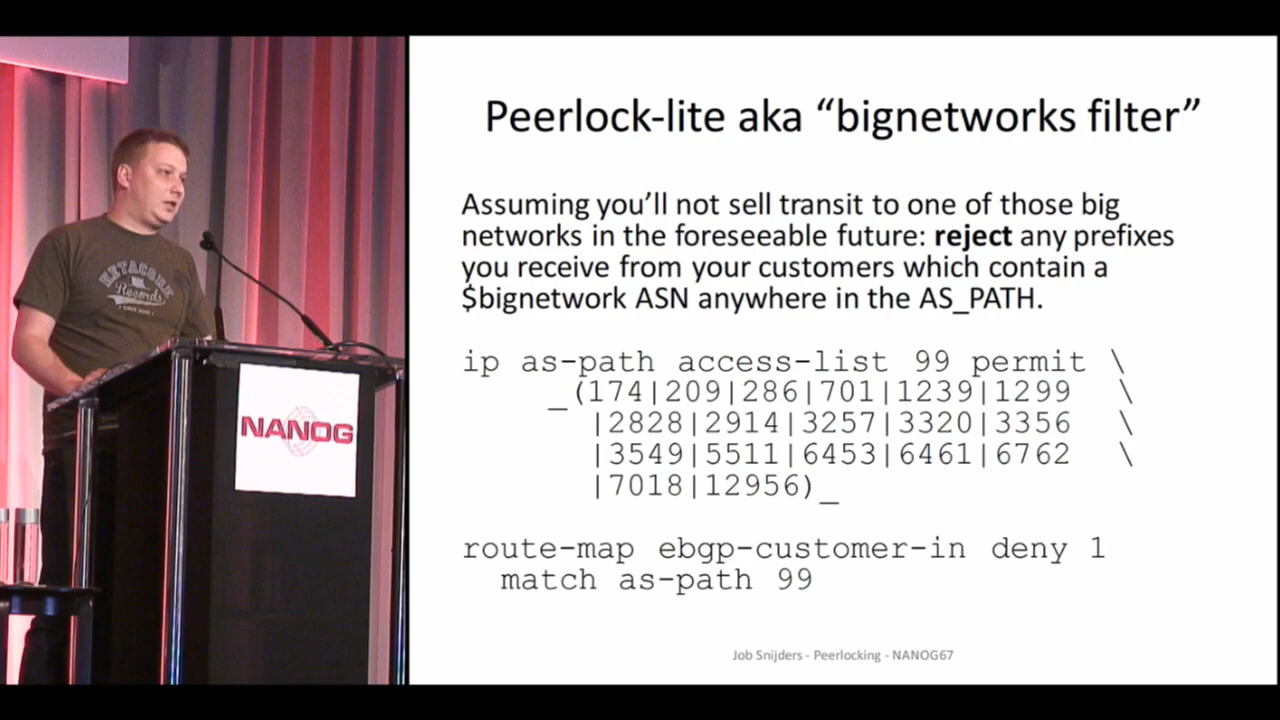 Peerlock-lite aka “bignetworks filter”
Assuming you’ll not sell transit to one of those big
networks in the foreseeable future: reject any prefixes
you receive from your customers which contain a
$bignetwork ASN anywhere in the AS_PATH.
ip as-path access-list 99 permit \
_(174|209|286|701|1239|1299 \
|2828|2914|3257|3320|3356 \
|3549|5511|6453|6461|6762 \
|7018|12956)_
route-map ebgp-customer-in deny 1
match as-path 99
Job Snijders - Peerlocking - NANOG67
NANOG
Records